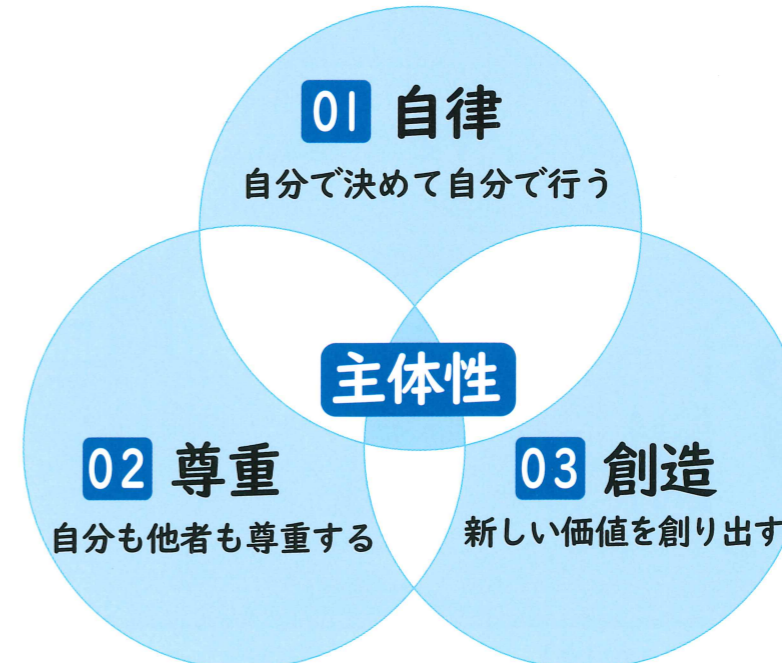 01 自律
自分で決めて自分で行う
主体性
02 尊重
自分も他者も尊重する
03 創造
新しい価値を創り出す